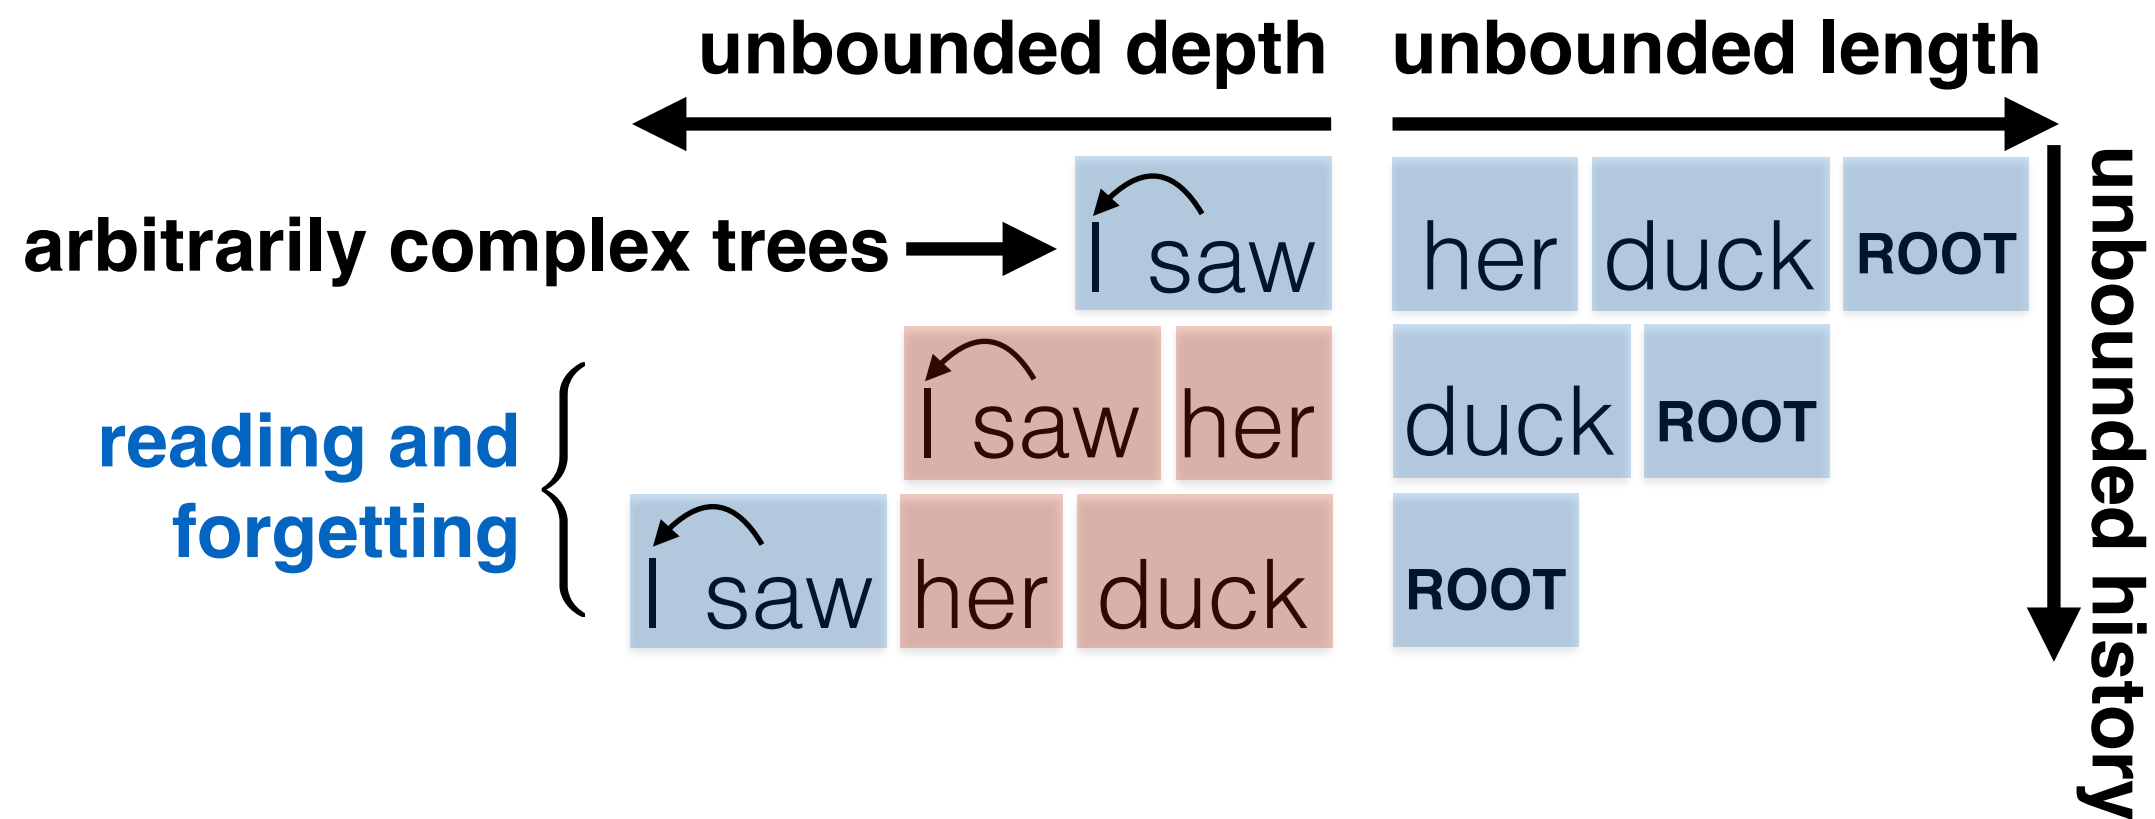 unbounded depth unbounded length
arbitrarily complex trees I saw her duck ROOT
I saw her duck ROOT
reading and
forgetting
I saw her duck ROOT
unbounded history